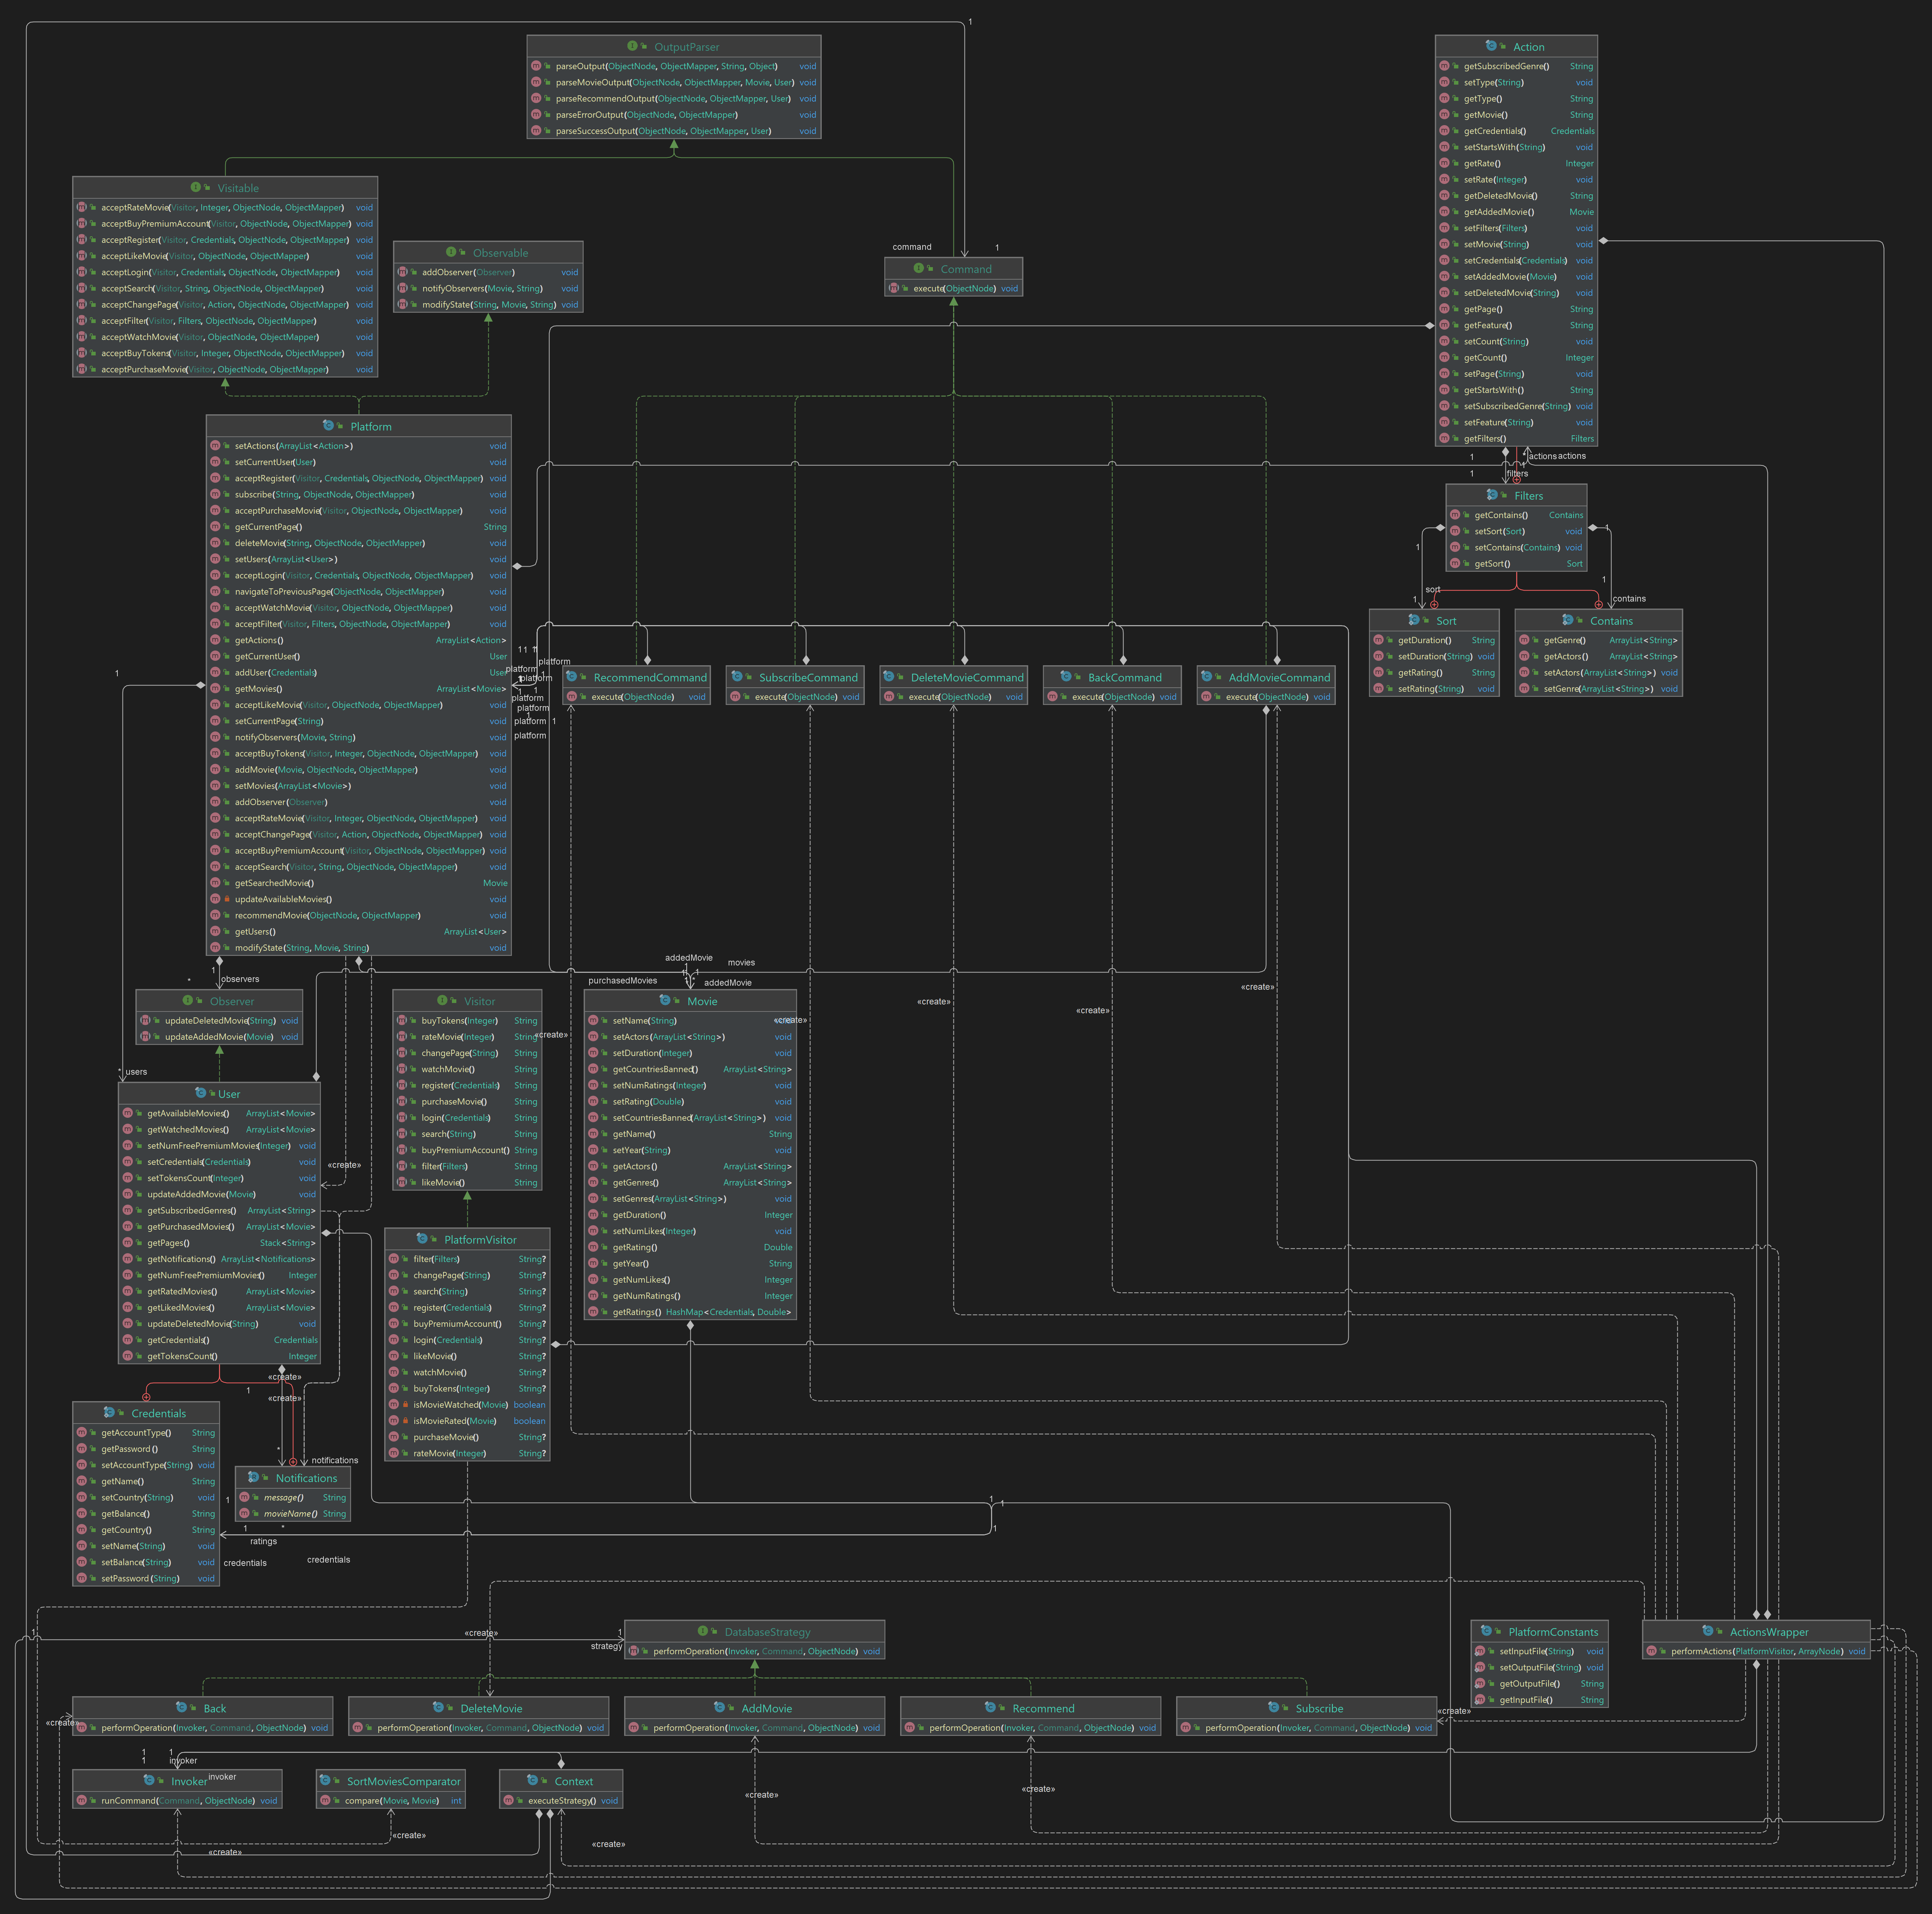 1
OutputParser
parseOutput(ObjectNode, ObjectMapper, String, Object) void
parseMovieOutput(ObjectNode, ObjectMapper, Movie, User) void
parseRecommendOutput(ObjectNode, ObjectMapper, User) void
parseErrorOutput(ObjectNode, ObjectMapper) void
parseSuccessOutput(ObjectNode, ObjectMapper, User) void
Action
getSubscribedGenre() String
setType(String) void
getType() String
getMovie() String
getCredentials() Credentials
setStartsWith(String) void
getRate() Integer
setRate(Integer) void
getDeletedMovie() String
getAddedMovie() Movie
setFilters(Filters) void
setMovie(String) void
setCredentials(Credentials) void
setAddedMovie(Movie) void
setDeletedMovie(String) void
getPage() String
getFeature() String
setCount(String) void
getCount() Integer
setPage(String) void
getStartsWith() String
setSubscribedGenre(String) void
setFeature(String) void
getFilters() Filters
Visitable
acceptRateMovie(Visitor, Integer, ObjectNode, ObjectMapper) void
acceptBuyPremiumAccount(Visitor, ObjectNode, ObjectMapper) void
acceptRegister(Visitor, Credentials, ObjectNode, ObjectMapper) void
acceptLikeMovie(Visitor, ObjectNode, ObjectMapper) void
acceptLogin(Visitor, Credentials, ObjectNode, ObjectMapper) void
acceptSearch(Visitor, String, ObjectNode, ObjectMapper) void
acceptChangePage(Visitor, Action, ObjectNode, ObjectMapper) void
acceptFilter(Visitor, Filters, ObjectNode, ObjectMapper) void
acceptWatchMovie(Visitor, ObjectNode, ObjectMapper) void
acceptBuyTokens(Visitor, Integer, ObjectNode, ObjectMapper) void
acceptPurchaseMovie(Visitor, ObjectNode, ObjectMapper) void
Observable
addObserver(Observer) void
notifyObservers(Movie, String) void
modifyState(String, Movie, String) void
command 1
Command
execute(ObjectNode) void
Platform
setActions(ArrayList<Action>) void
setCurrentUser(User) void
acceptRegister(Visitor, Credentials, ObjectNode, ObjectMapper) void
subscribe(String, ObjectNode, ObjectMapper) void
acceptPurchaseMovie(Visitor, ObjectNode, ObjectMapper) void
getCurrentPage() String
deleteMovie(String, ObjectNode, ObjectMapper) void
setUsers(ArrayList<User>) void
acceptLogin(Visitor, Credentials, ObjectNode, ObjectMapper) void
navigateToPreviousPage(ObjectNode, ObjectMapper) void
acceptWatchMovie(Visitor, ObjectNode, ObjectMapper) void
acceptFilter(Visitor, Filters, ObjectNode, ObjectMapper) void
getActions() ArrayList<Action>
getCurrentUser() User
addUser(Credentials) User
getMovies() ArrayList<Movie>
acceptLikeMovie(Visitor, ObjectNode, ObjectMapper) void
setCurrentPage(String) void
notifyObservers(Movie, String) void
acceptBuyTokens(Visitor, Integer, ObjectNode, ObjectMapper) void
addMovie(Movie, ObjectNode, ObjectMapper) void
setMovies(ArrayList<Movie>) void
addObserver(Observer) void
acceptRateMovie(Visitor, Integer, ObjectNode, ObjectMapper) void
acceptChangePage(Visitor, Action, ObjectNode, ObjectMapper) void
acceptBuyPremiumAccount(Visitor, ObjectNode, ObjectMapper) void
acceptSearch(Visitor, String, ObjectNode, ObjectMapper) void
getSearchedMovie() Movie
updateAvailableMovies() void
recommendMovie(ObjectNode, ObjectMapper) void
getUsers() ArrayList<User>
modifyState(String, Movie, String) void
1
actions actions
1
filters
Filters
getContains() Contains
setSort(Sort) void
setContains(Contains) void
getSort() Sort
1
1
1
1
sort
contains
Sort
getDuration() String
setDuration(String) void
getRating() String
setRating(String) void
Contains
getGenre() ArrayList<String>
getActors() ArrayList<String>
setActors(ArrayList<String>) void
setGenre(ArrayList<String>) void
1
platform
platform
platform
platform
platform
1
RecommendCommand
execute(ObjectNode) void
SubscribeCommand
execute(ObjectNode) void
DeleteMovieCommand
execute(ObjectNode) void
BackCommand
execute(ObjectNode) void
AddMovieCommand
execute(ObjectNode) void
1
* observers
addedMovie
movies
purchasedMovies
addedMovie
«create»
«create»
«create»
«create»
«create»
Observer
updateDeletedMovie(String) void
updateAddedMovie(Movie) void
* users
User
getAvailableMovies() ArrayList<Movie>
getWatchedMovies() ArrayList<Movie>
setNumFreePremiumMovies(Integer) void
setCredentials(Credentials) void
setTokensCount(Integer) void
updateAddedMovie(Movie) void
getSubscribedGenres() ArrayList<String>
getPurchasedMovies() ArrayList<Movie>
getPages() Stack<String>
getNotifications() ArrayList<Notifications>
getNumFreePremiumMovies() Integer
getRatedMovies() ArrayList<Movie>
getLikedMovies() ArrayList<Movie>
updateDeletedMovie(String) void
getCredentials() Credentials
getTokensCount() Integer
«create»
Visitor
buyTokens(Integer) String
rateMovie(Integer) String
changePage(String) String
watchMovie() String
register(Credentials) String
purchaseMovie() String
login(Credentials) String
search(String) String
buyPremiumAccount() String
filter(Filters) String
likeMovie() String
PlatformVisitor
filter(Filters) String?
changePage(String) String?
search(String) String?
register(Credentials) String?
buyPremiumAccount() String?
login(Credentials) String?
likeMovie() String?
watchMovie() String?
buyTokens(Integer) String?
isMovieWatched(Movie) boolean
isMovieRated(Movie) boolean
purchaseMovie() String?
rateMovie(Integer) String?
Movie
setName(String)
setActors(ArrayList<String>) void
setDuration(Integer) void
getCountriesBanned() ArrayList<String>
setNumRatings(Integer) void
setRating(Double) void
setCountriesBanned(ArrayList<String>) void
getName() String
setYear(String) void
getActors() ArrayList<String>
getGenres() ArrayList<String>
setGenres(ArrayList<String>) void
getDuration() Integer
setNumLikes(Integer) void
getRating() Double
getYear() String
getNumLikes() Integer
getNumRatings() Integer
getRatings() HashMap<Credentials, Double>
«create»
1
«create»
*
notifications
Credentials
getAccountType() String
getPassword() String
setAccountType(String) void
getName() String
setCountry(String) void
getBalance() String
getCountry() String
setName(String) void
setBalance(String) void
setPassword(String) void
Notifications
message() String
movieName() String
1
1 *
ratings
credentials
credentials
1 1
1
1
«create»
1
strategy
DatabaseStrategy
performOperation(Invoker, Command, ObjectNode) void
PlatformConstants
setInputFile(String) void
setOutputFile(String) void
getOutputFile() String
getInputFile() String
ActionsWrapper
performActions(PlatformVisitor, ArrayNode) void
Back
performOperation(Invoker, Command, ObjectNode) void
DeleteMovie
performOperation(Invoker, Command, ObjectNode) void
AddMovie
performOperation(Invoker, Command, ObjectNode) void
Recommend
performOperation(Invoker, Command, ObjectNode) void
Subscribe
performOperation(Invoker, Command, ObjectNode) void
«create»
«create»
1 1
1
invoker
invoker
Invoker
runCommand(Command, ObjectNode) void
SortMoviesComparator
compare(Movie, Movie) int
Context
executeStrategy() void
«create»
«create»
«create»
«create»
«create»